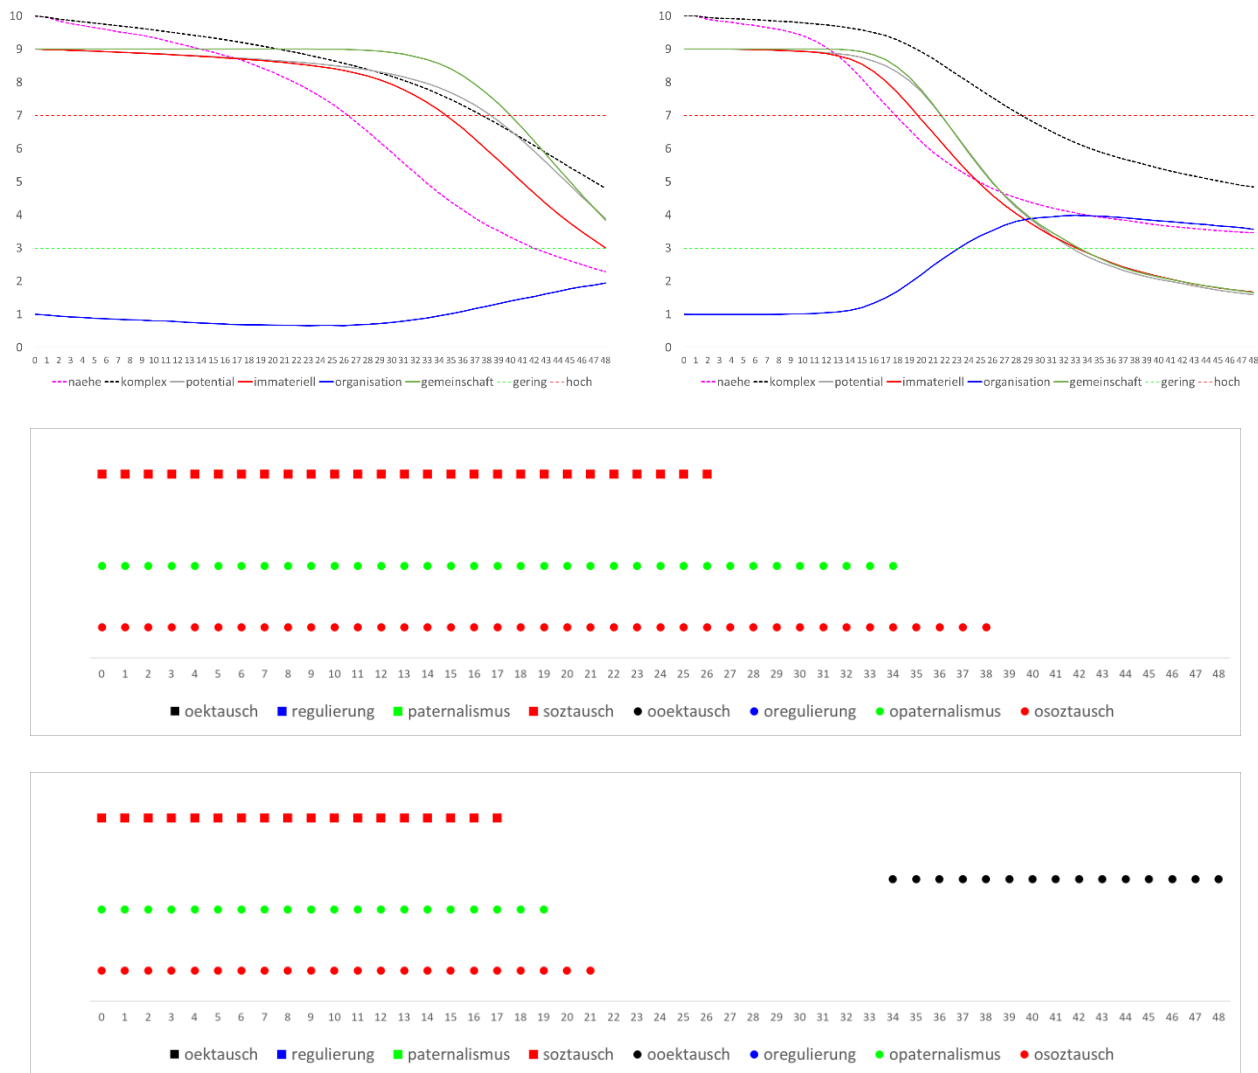 10
9
8
7
6
5
4
3
2
1
0
0 1 2 3 4 5 6 7 8 9 10 11 12 13 14 15 16 17 18 19 20 21 22 23 24 25 26 27 28 29 30 31 32 33 34 35 36 37 38 39 40 41 42 43 44 45 46 47 48
naehe komplex potential immateriell organisation gemeinschaft gering hoch
10
9
8
7
6
5
4
3
2
1
0
0 1 2 3 4 5 6 7 8 9 10 11 12 13 14 15 16 17 18 19 20 21 22 23 24 25 26 27 28 29 30 31 32 33 34 35 36 37 38 39 40 41 42 43 44 45 46 47 48
naehe komplex potential immateriell organisation gemeinschaft gering hoch
0 1 2 3 4 5 6 7 8 9 10 11 12 13 14 15 16 17 18 19 20 21 22 23 24 25 26 27 28 29 30 31 32 33 34 35 36 37 38 39 40 41 42 43 44 45 46 47 48
oektausch regulierung paternalismus soztausch ooektausch oregulierung opaternalismus osoztausch
0 1 2 3 4 5 6 7 8 9 10 11 12 13 14 15 16 17 18 19 20 21 22 23 24 25 26 27 28 29 30 31 32 33 34 35 36 37 38 39 40 41 42 43 44 45 46 47 48
oektausch regulierung paternalismus soztausch ooektausch oregulierung opaternalismus osoztausch